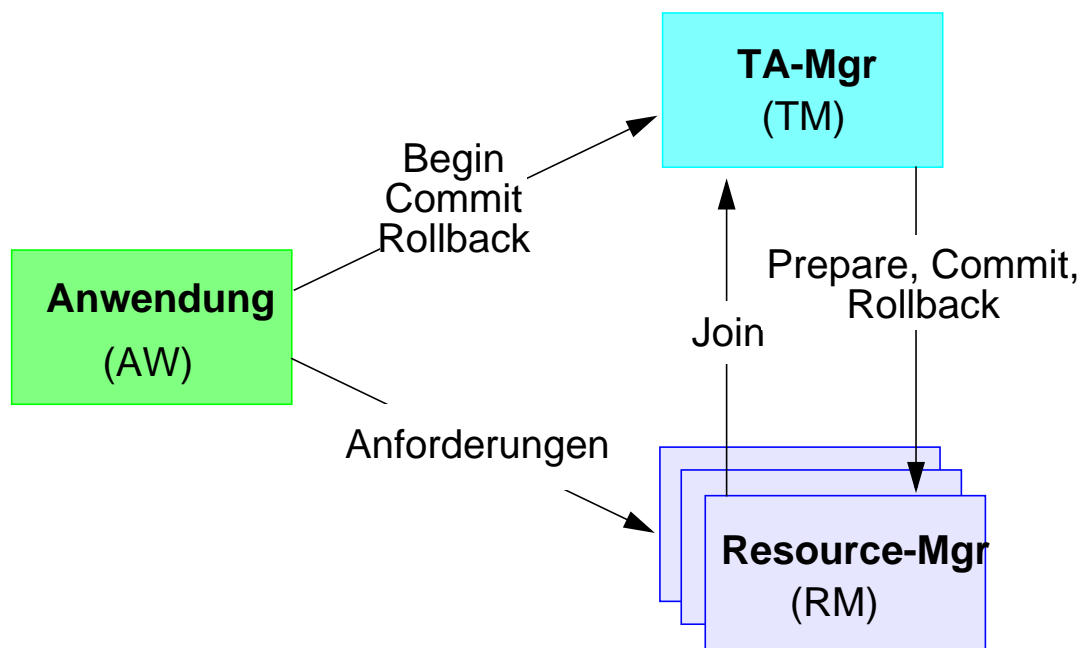 TA-Mgr
(TM)
Begin
Commit
Rollback
Anwendung
(AW)
Prepare, Commit,
Rollback
Join
Anforderungen
Resource-Mgr
(RM)